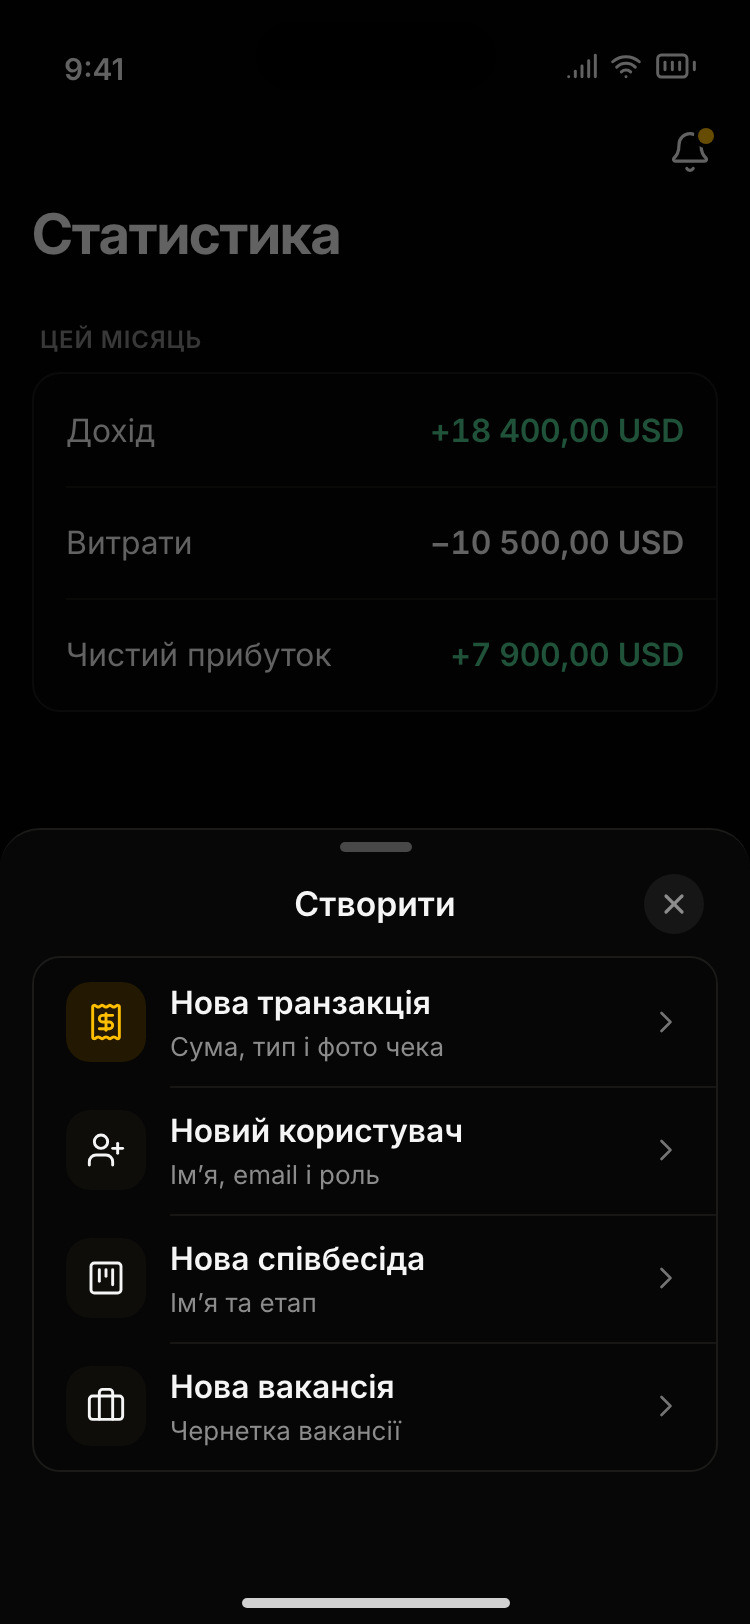 9:41
Статистика
ЦЕЙ МІСЯЦЬ
Дохід +18 400,00 USD
Витрати −10 500,00 USD
Чистий прибуток +7 900,00 USD
Створити
Нова транзакція
Сума, тип і фото чека
Новий користувач
Ім’я, email і роль
Нова співбесіда
Ім’я та етап
Нова вакансія
Чернетка вакансії